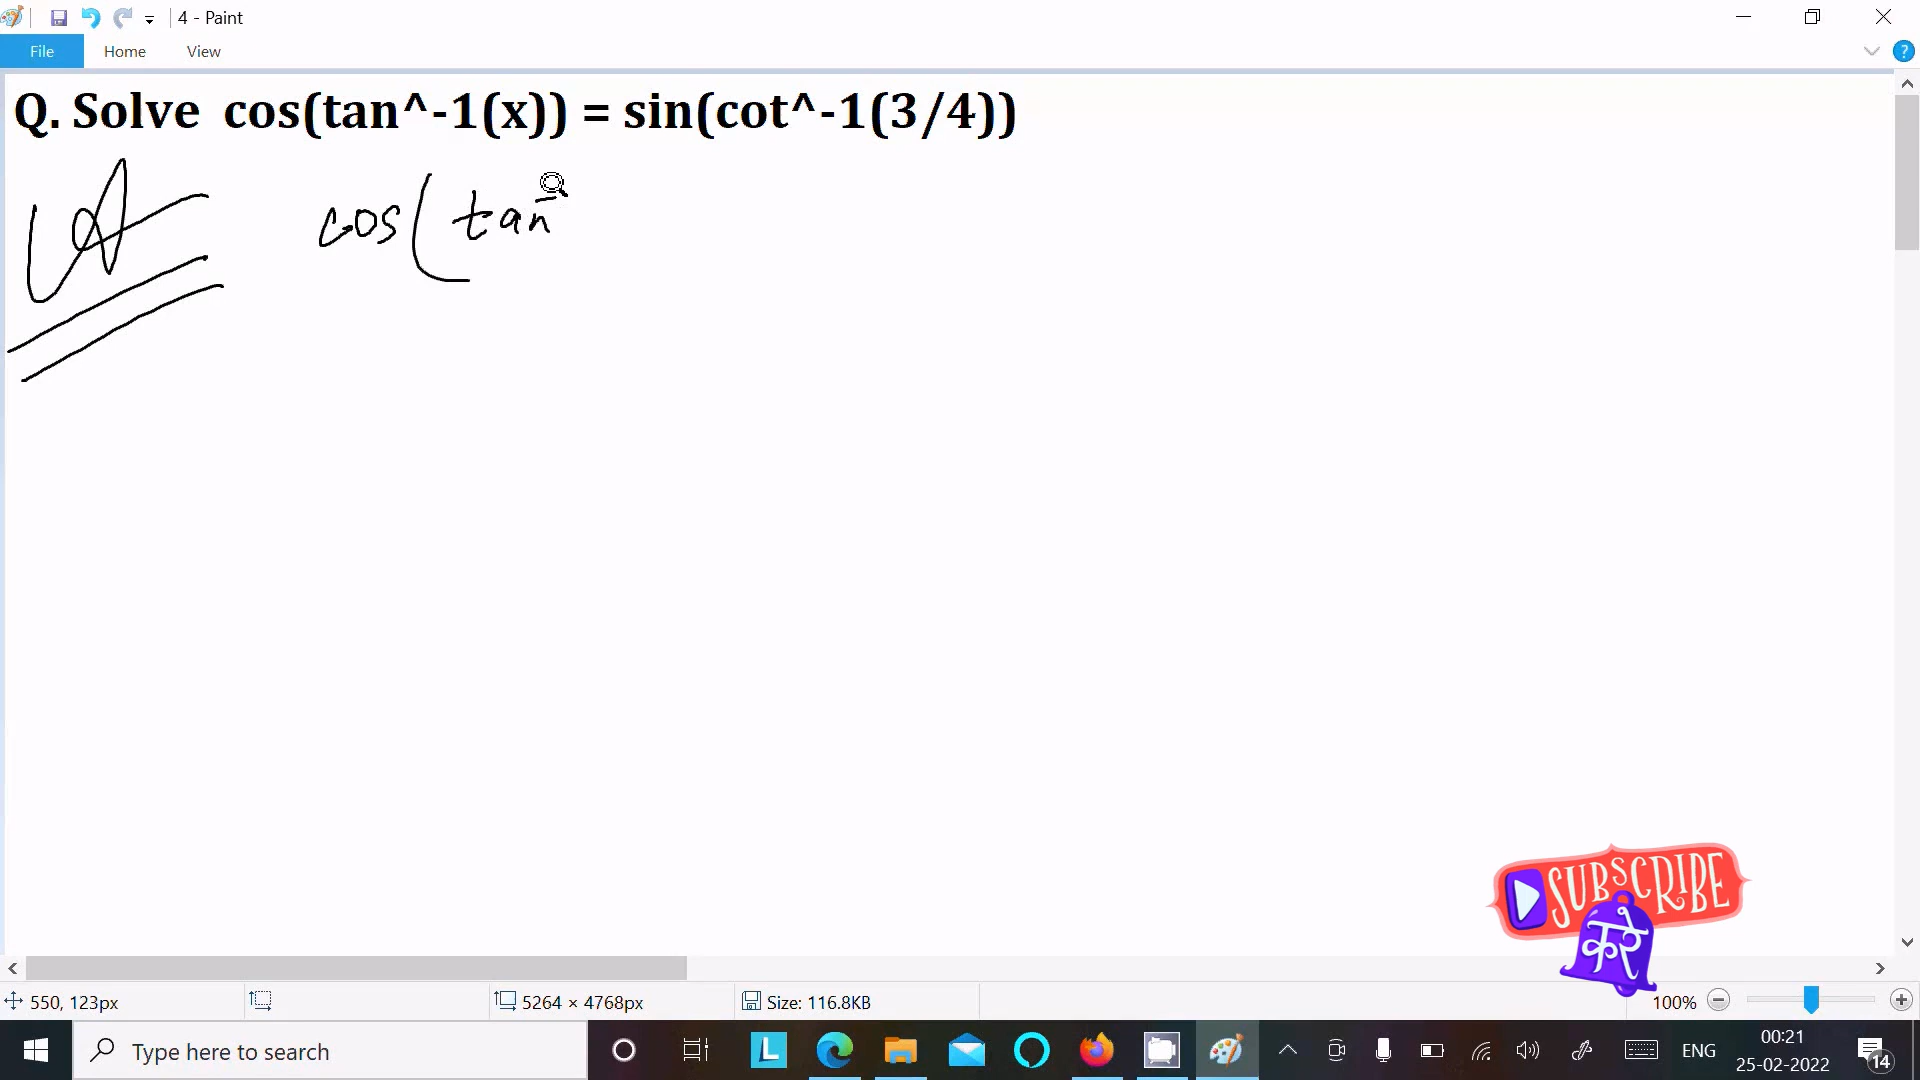 4 - Paint
File Home View
Q. Solve cos(tan^-1(x)) = sin(cot^-1(3/4))
cos(tan
SUBSCRIBE
करे
550, 123px
5264 × 4768px
Size: 116.8KB
100%
Type here to search
L
ENG
00:21
25-02-2022
14